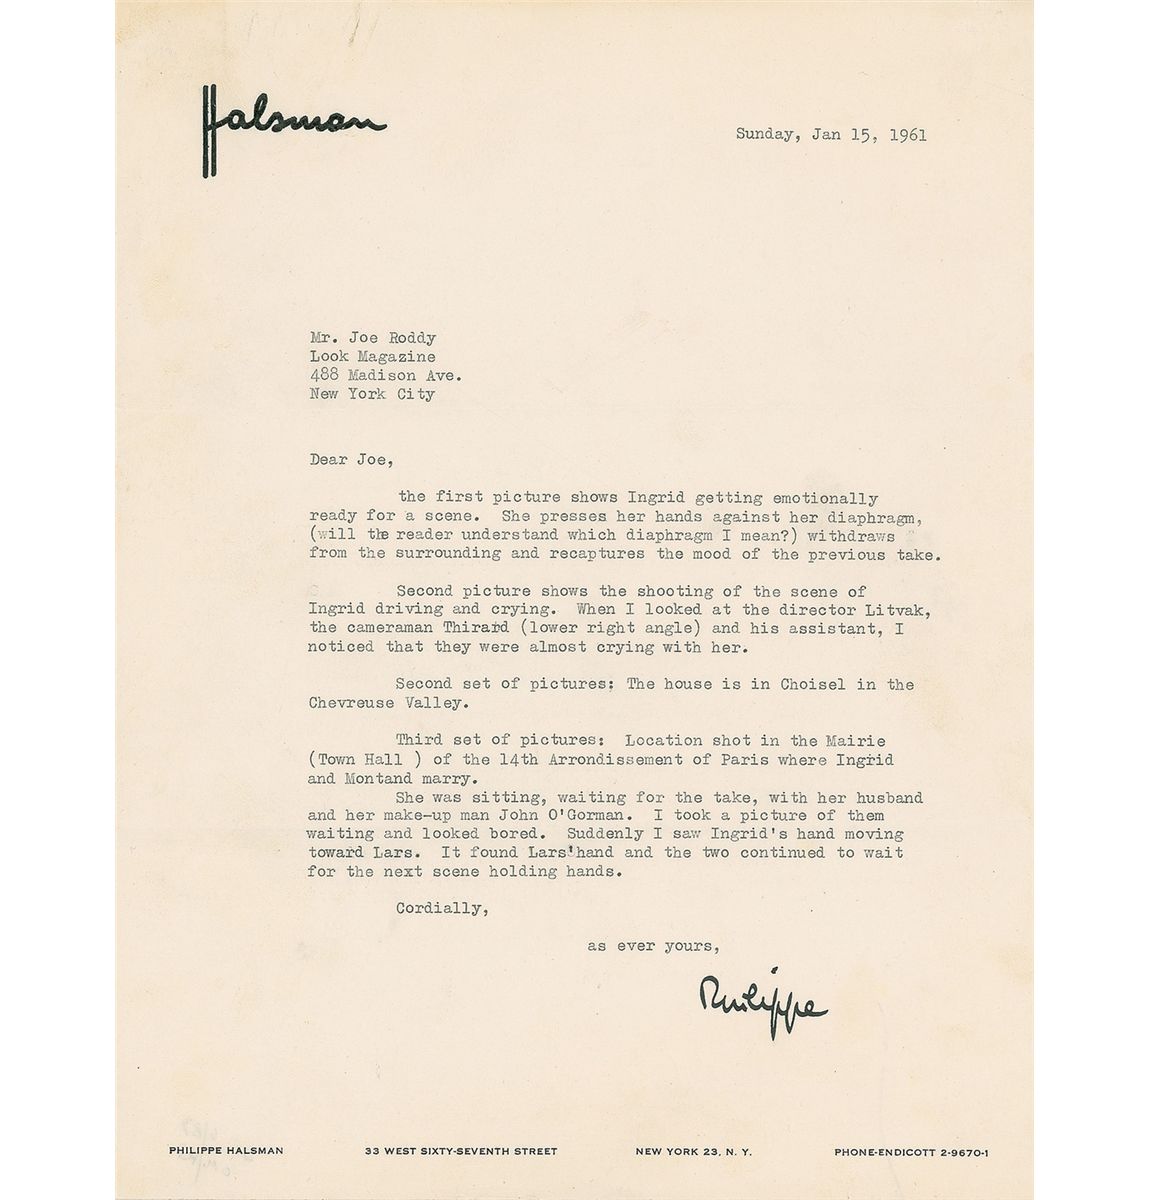 Halsman
Sunday, Jan 15, 1961
Mr. Joe Roddy
Look Magazine
488 Madison Ave.
New York City
Dear Joe,
the first picture shows Ingrid getting emotionally
ready for a scene. She presses her hands against her diaphragm,
(will the reader understand which diaphragm I mean?) withdraws
from the surrounding and recaptures the mood of the previous take.
Second picture shows the shooting of the scene of
Ingrid driving and crying. When I looked at the director Litvak,
the cameraman Thirard (lower right angle) and his assistant, I
noticed that they were almost crying with her.
Second set of pictures: The house is in Choisel in the
Chevreuse Valley.
Third set of pictures: Location shot in the Mairie
(Town Hall ) of the 14th Arrondissement of Paris where Ingrid
and Montand marry.
She was sitting, waiting for the take, with her husband
and her make-up man John O'Gorman. I took a picture of them
waiting and looked bored. Suddenly I saw Ingrid's hand moving
toward Lars. It found Lars'hand and the two continued to wait
for the next scene holding hands.
Cordially,
as ever yours,
Philippe
PHILIPPE HALSMAN 33 WEST SIXTY-SEVENTH STREET NEW YORK 23, N. Y. PHONE-ENDICOTT 2-9670-1